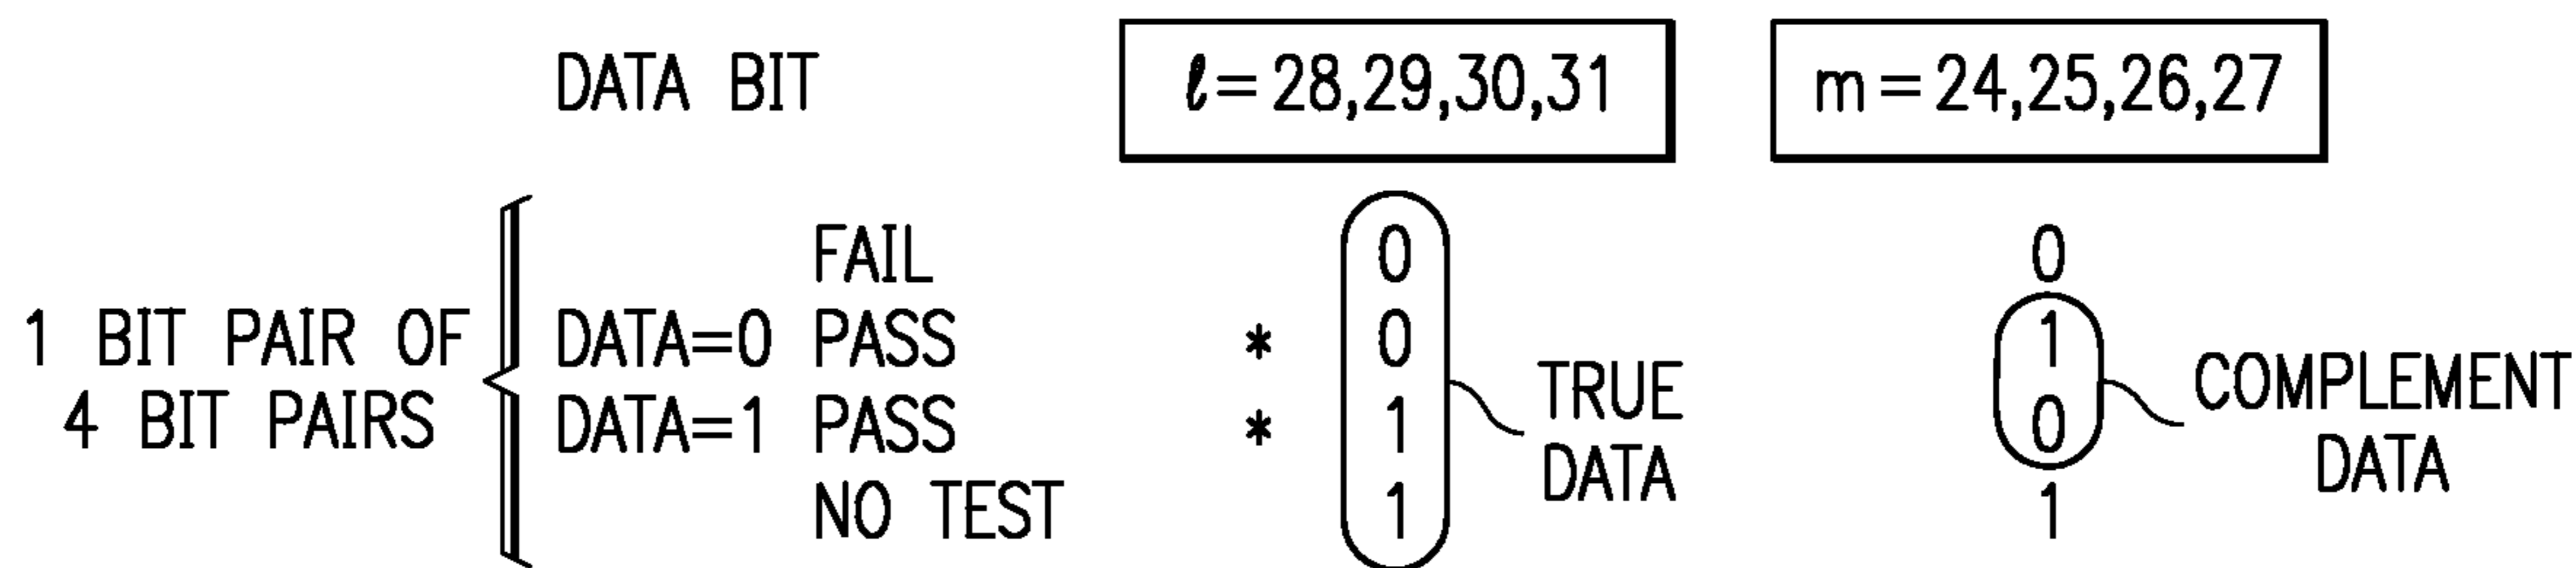 DATA BIT ℓ=28,29,30,31 m=24,25,26,27
FAIL 0 0
1 BIT PAIR OF DATA=0 PASS * 0 1
4 BIT PAIRS DATA=1 PASS * 1 0
NO TEST 1 1
TRUE
DATA
COMPLEMENT
DATA